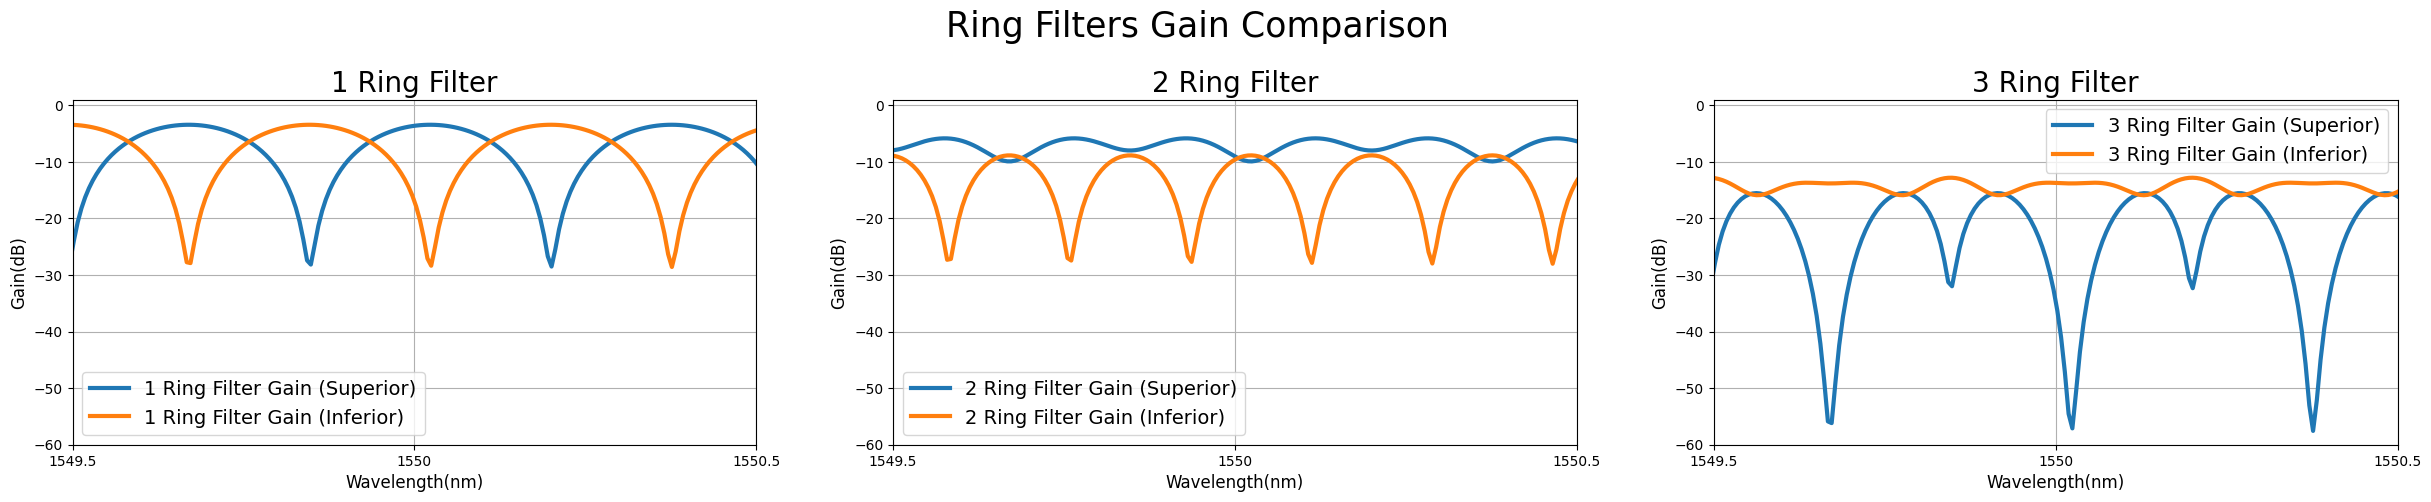 Ring Filters Gain Comparison
1 Ring Filter
0
−10
−20
−30
−40
−50
−60
Gain(dB)
1 Ring Filter Gain (Superior)
1 Ring Filter Gain (Inferior)
1549.5
1550
1550.5
Wavelength(nm)
2 Ring Filter
0
−10
−20
−30
−40
−50
−60
Gain(dB)
2 Ring Filter Gain (Superior)
2 Ring Filter Gain (Inferior)
1549.5
1550
1550.5
Wavelength(nm)
3 Ring Filter
0
−10
−20
−30
−40
−50
−60
Gain(dB)
3 Ring Filter Gain (Superior)
3 Ring Filter Gain (Inferior)
1549.5
1550
1550.5
Wavelength(nm)